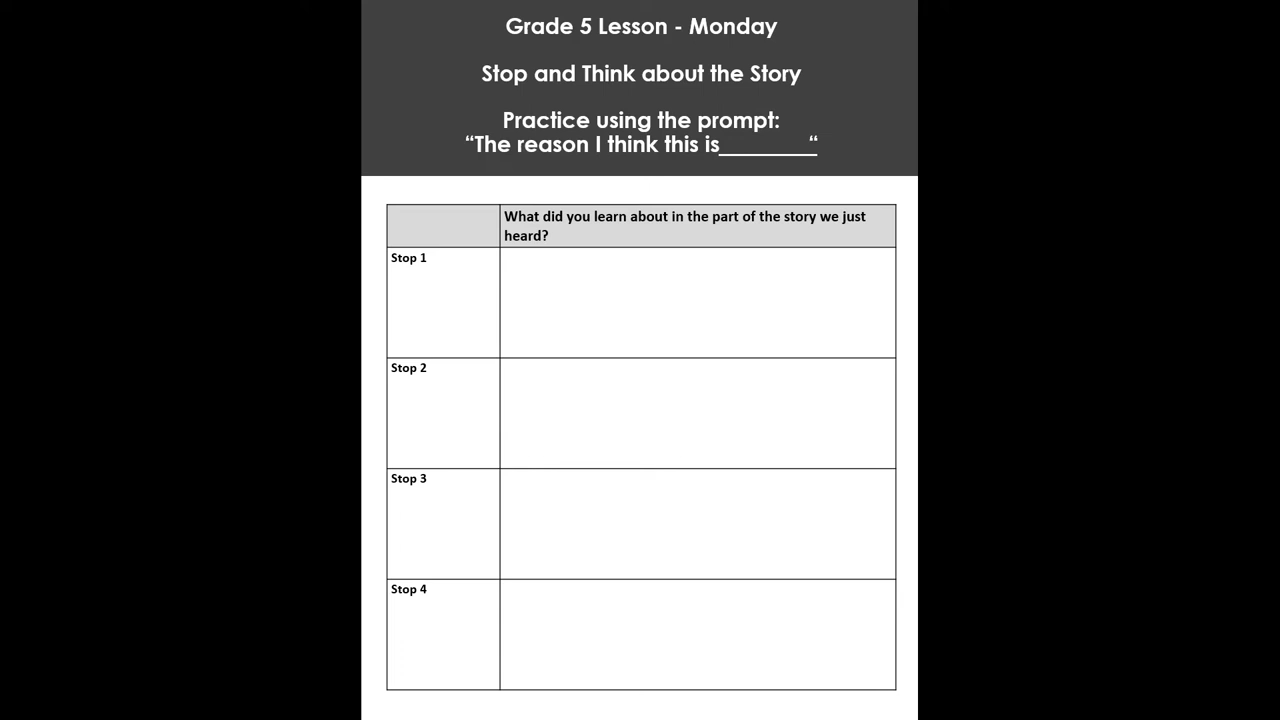 Grade 5 Lesson - Monday
Stop and Think about the Story
Practice using the prompt:
“The reason I think this is________“
What did you learn about in the part of the story we just
heard?
Stop 1
Stop 2
Stop 3
Stop 4